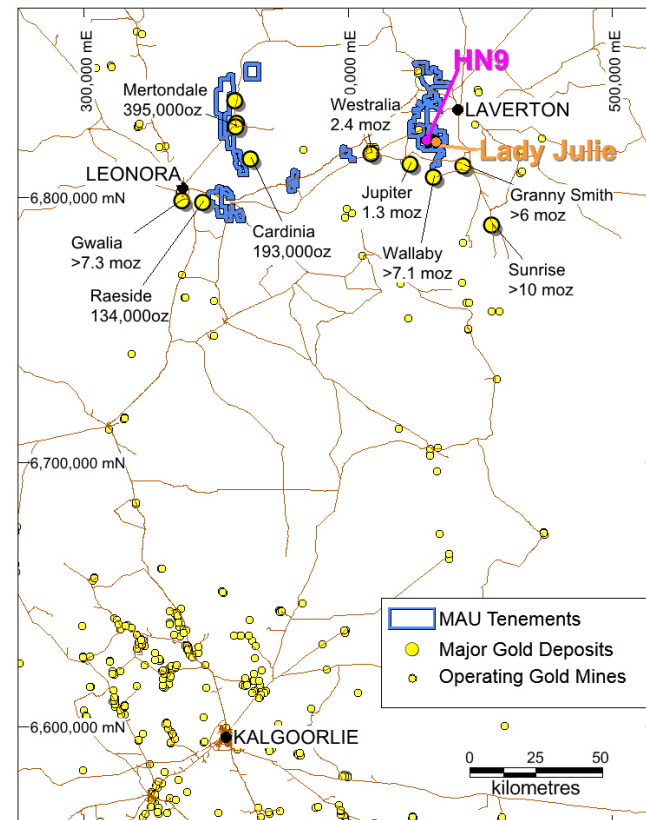 300,000 mE
0,000 mE
500,000 mE
HN9
Mertondale
395,000oz
Westralia
2.4 moz
LAVERTON
Lady Julie
LEONORA
6,800,000 mN
Jupiter
1.3 moz
Granny Smith
>6 moz
Gwalia
>7.3 moz
Cardinia
193,000oz
Wallaby
>7.1 moz
Sunrise
>10 moz
Raeside
134,000oz
6,700,000 mN
MAU Tenements
Major Gold Deposits
Operating Gold Mines
6,600,000 mN
KALGOORLIE
0 25 50
kilometres